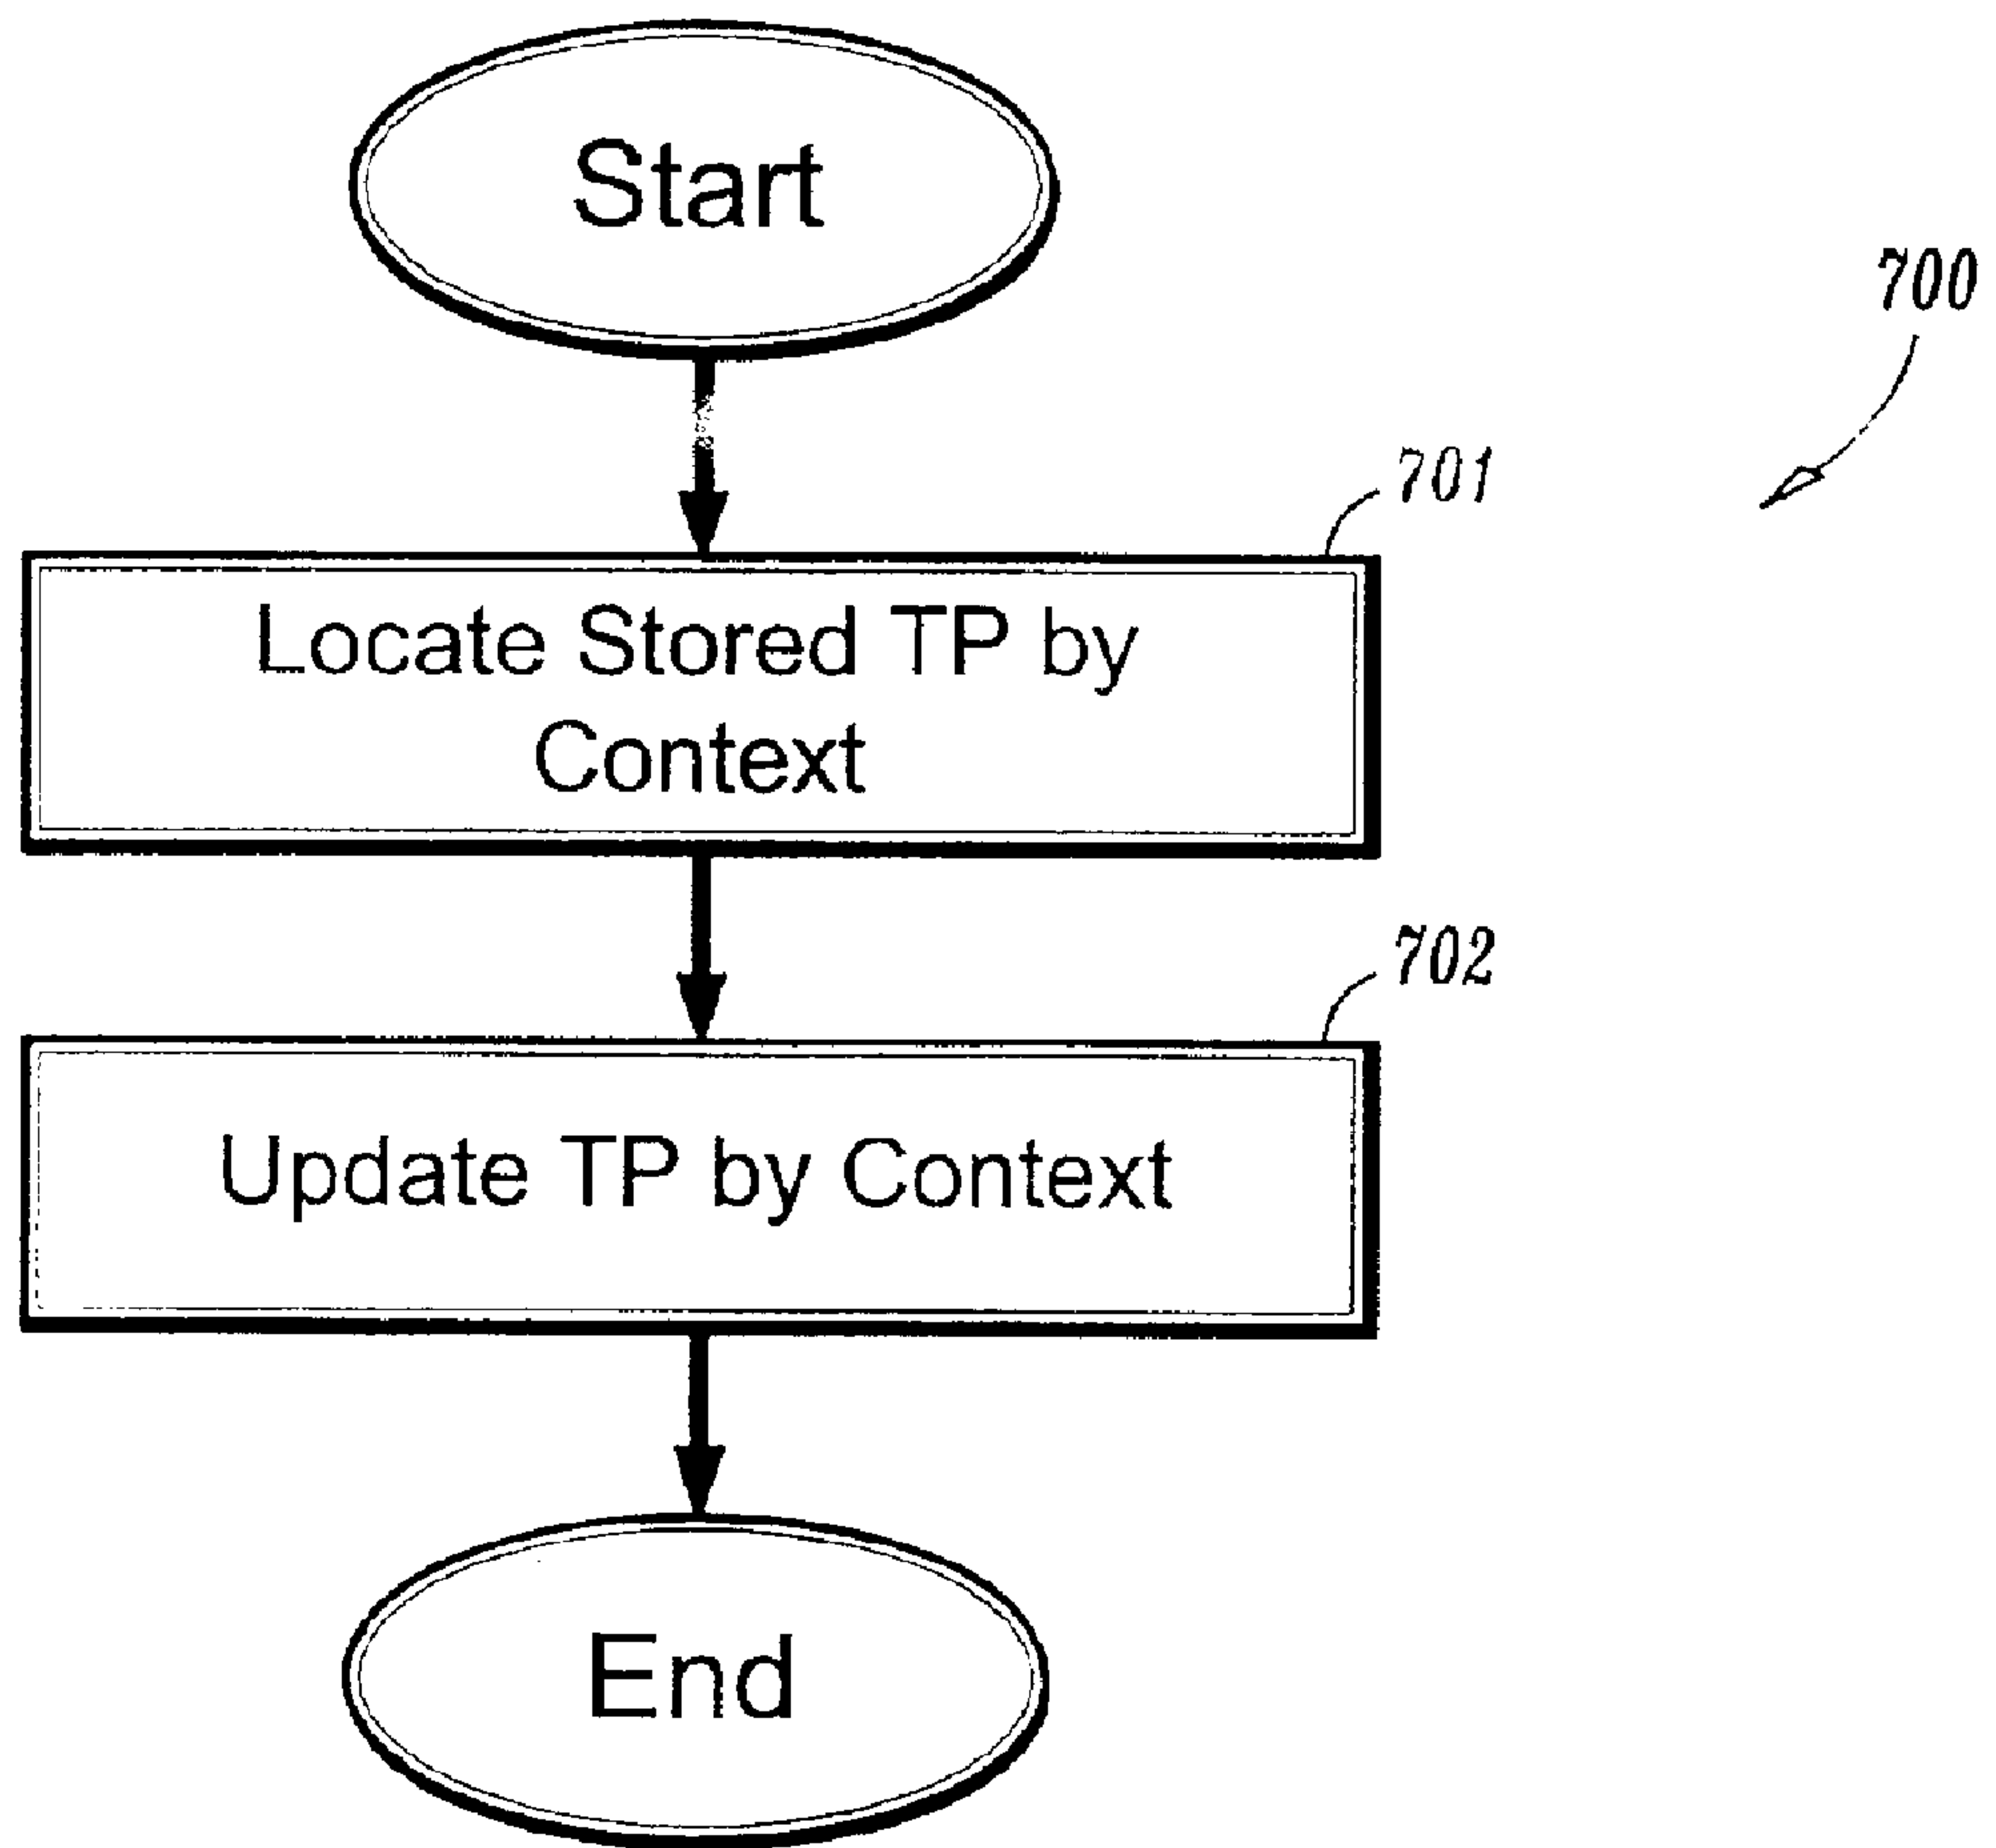 Start
700
701
Locate Stored TP by
Context
702
Update TP by Context
End